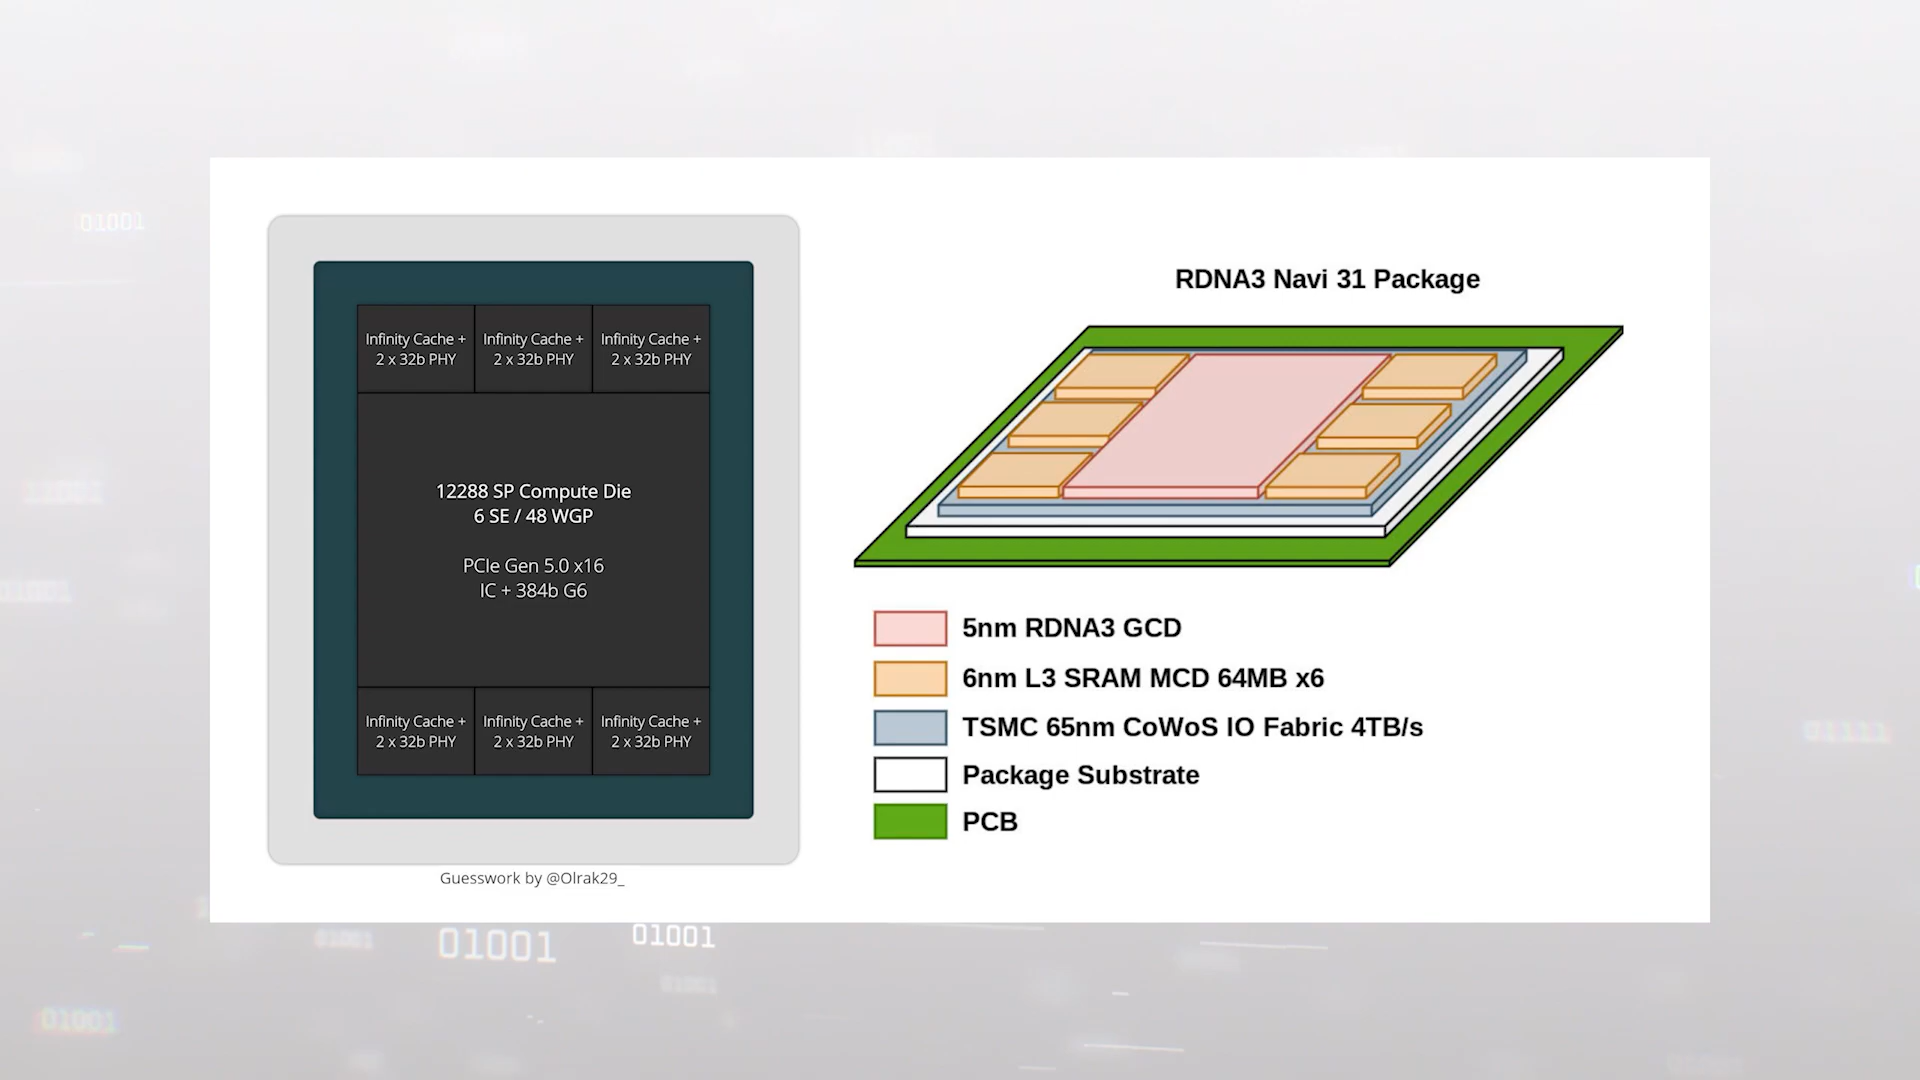 01001
Infinity Cache +
2 x 32b PHY
Infinity Cache +
2 x 32b PHY
Infinity Cache +
2 x 32b PHY
12288 SP Compute Die
6 SE / 48 WGP
PCIe Gen 5.0 x16
IC + 384b G6
Infinity Cache +
2 x 32b PHY
Infinity Cache +
2 x 32b PHY
Infinity Cache +
2 x 32b PHY
Guesswork by @Olrak29_
RDNA3 Navi 31 Package
5nm RDNA3 GCD
6nm L3 SRAM MCD 64MB x6
TSMC 65nm CoWoS IO Fabric 4TB/s
Package Substrate
PCB
01001
01001
01001